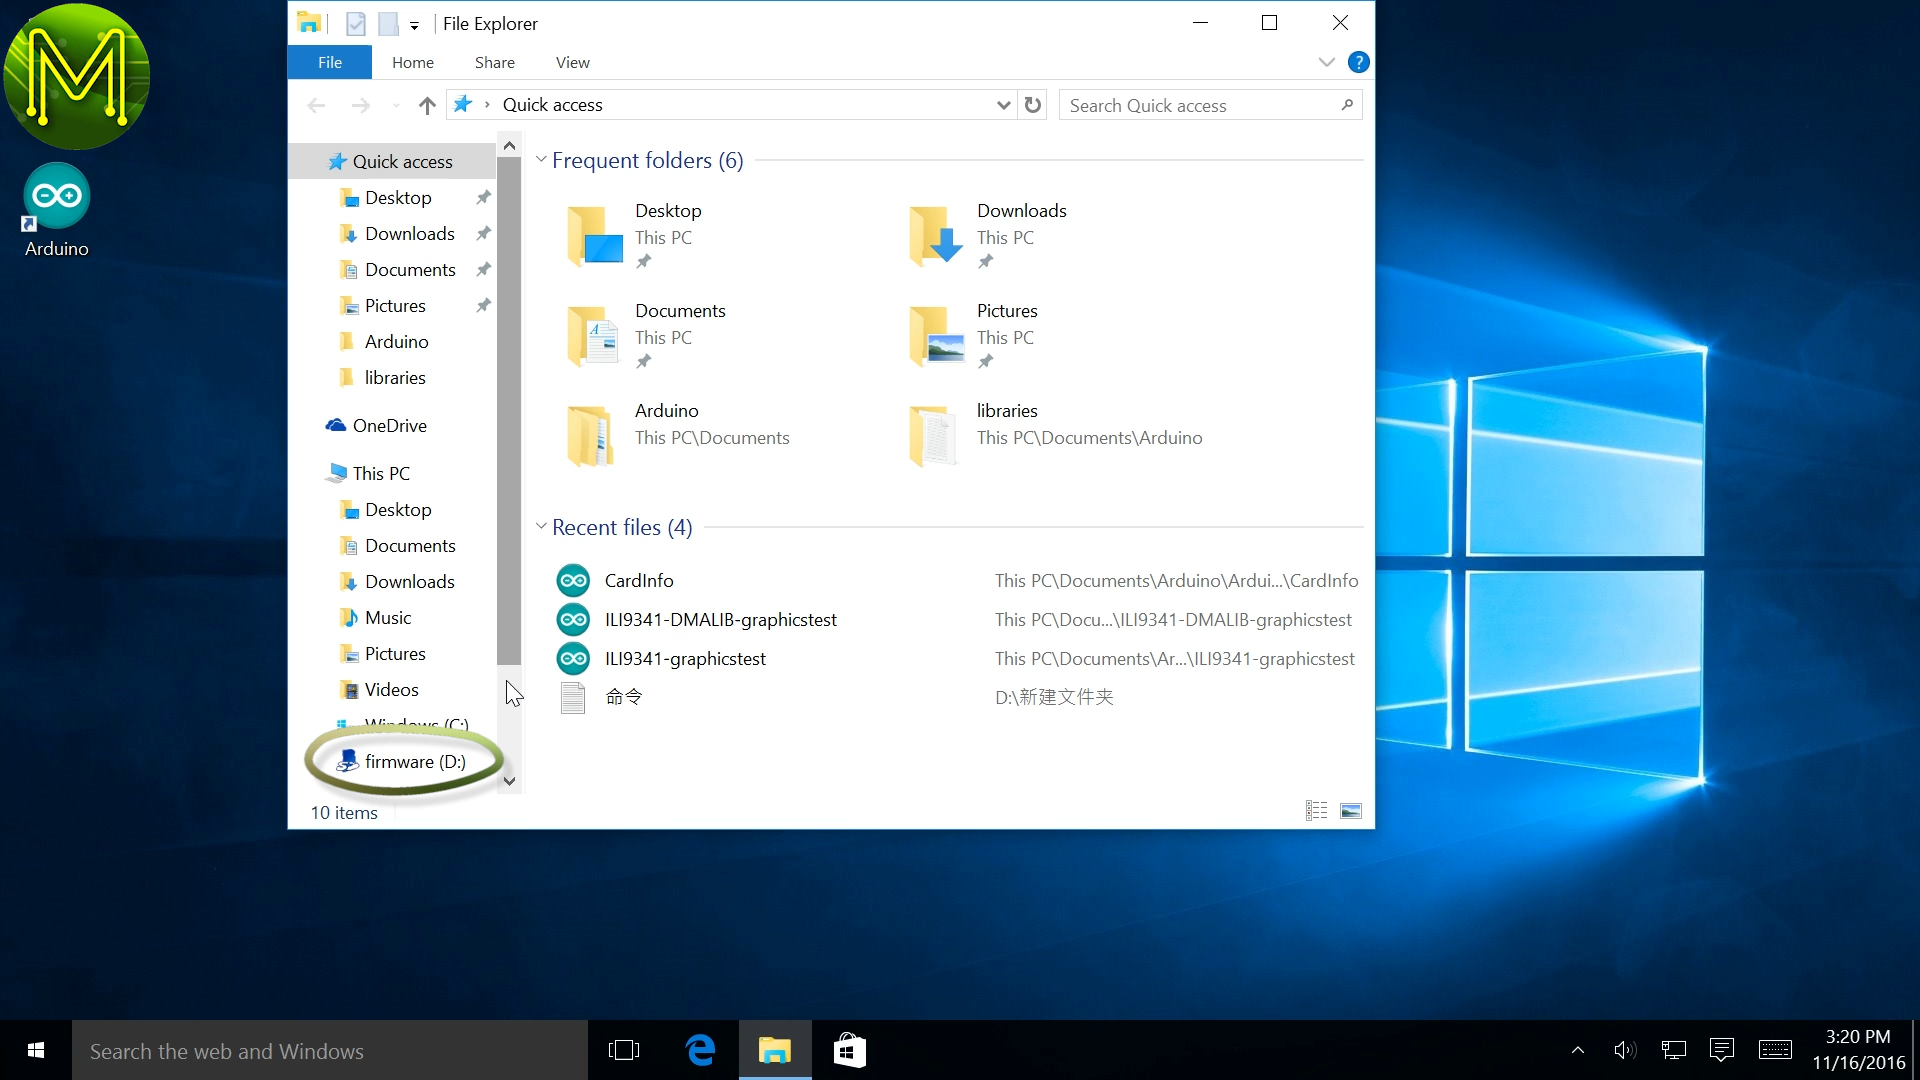 File Explorer
File Home Share View
Quick access
Search Quick access
Quick access
Desktop
Downloads
Documents
Pictures
Arduino
libraries
OneDrive
This PC
Desktop
Documents
Downloads
Music
Pictures
Videos
Windows (C:)
firmware (D:)
10 items
Frequent folders (6)
Desktop
This PC
Downloads
This PC
Documents
This PC
Pictures
This PC
Arduino
This PC\Documents
libraries
This PC\Documents\Arduino
Recent files (4)
CardInfo This PC\Documents\Arduino\Ardui...\CardInfo
ILI9341-DMALIB-graphicstest This PC\Docu...\ILI9341-DMALIB-graphicstest
ILI9341-graphicstest This PC\Documents\Ar...\ILI9341-graphicstest
命令 D:\新建文件夹
M
Arduino
Search the web and Windows
3:20 PM
11/16/2016